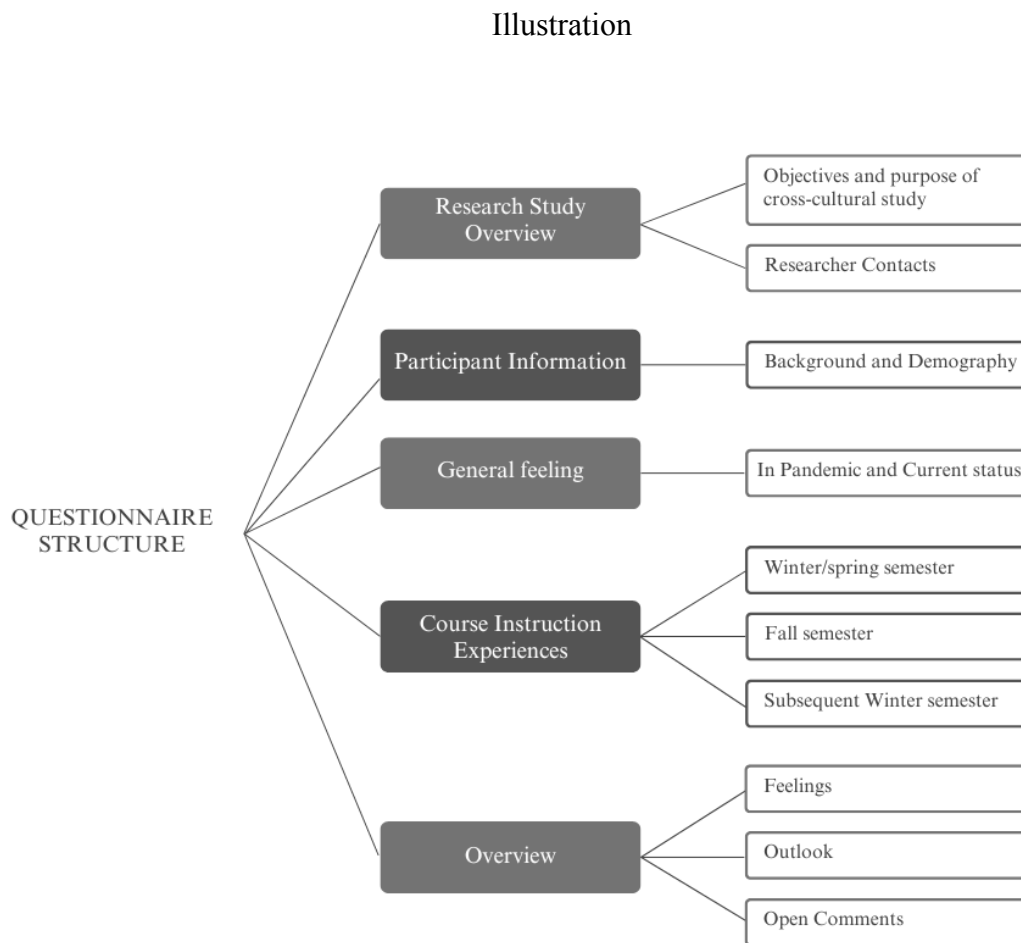 Illustration
Research Study
Overview
Objectives and purpose of
cross-cultural study
Researcher Contacts
Participant Information
Background and Demography
General feeling
In Pandemic and Current status
QUESTIONNAIRE
STRUCTURE
Course Instruction
Experiences
Winter/spring semester
Fall semester
Subsequent Winter semester
Overview
Feelings
Outlook
Open Comments